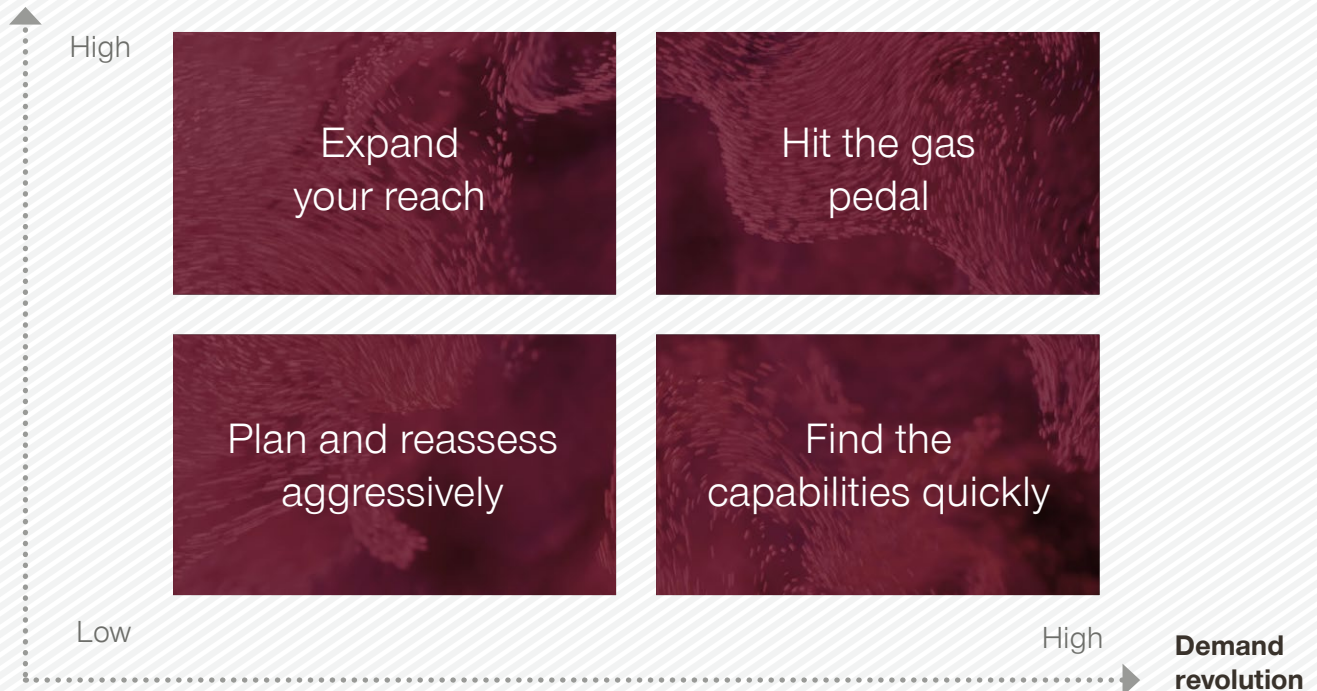 High
Expand
your reach
Hit the gas
pedal
Plan and reassess
aggressively
Find the
capabilities quickly
Low
High
Demand
revolution